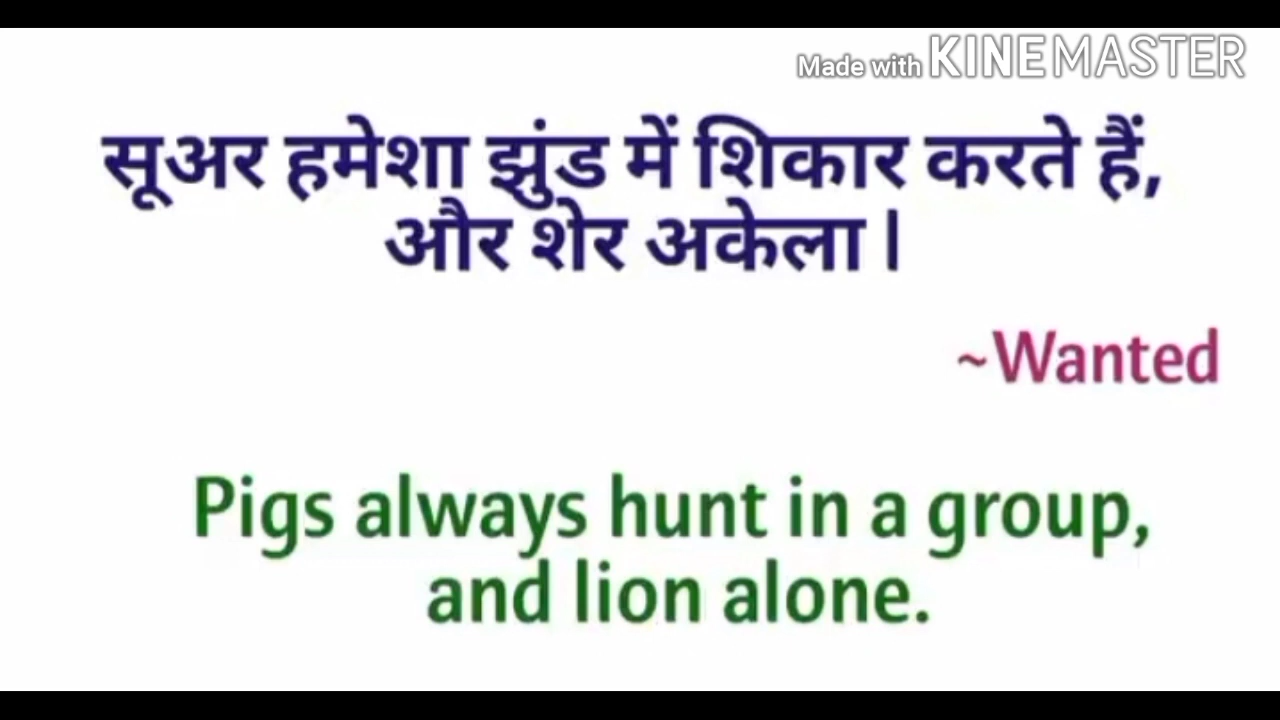 Made with KINEMASTER
सूअर हमेशा झुंड में शिकार करते हैं,
और शेर अकेला।
~Wanted
Pigs always hunt in a group,
and lion alone.